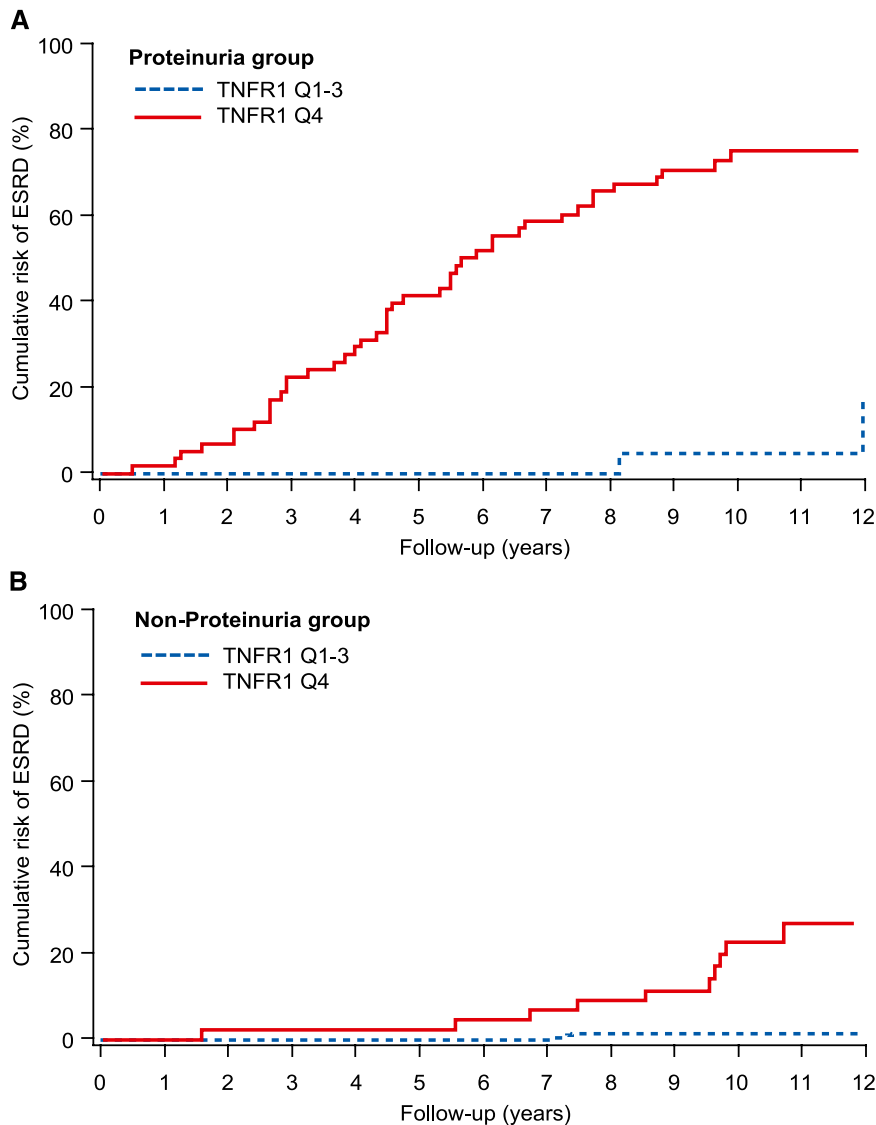 A
Proteinuria group
TNFR1 Q1-3
TNFR1 Q4
Cumulative risk of ESRD (%)
100
80
60
40
20
0
0 1 2 3 4 5 6 7 8 9 10 11 12
Follow-up (years)
B
Non-Proteinuria group
TNFR1 Q1-3
TNFR1 Q4
Cumulative risk of ESRD (%)
100
80
60
40
20
0
0 1 2 3 4 5 6 7 8 9 10 11 12
Follow-up (years)